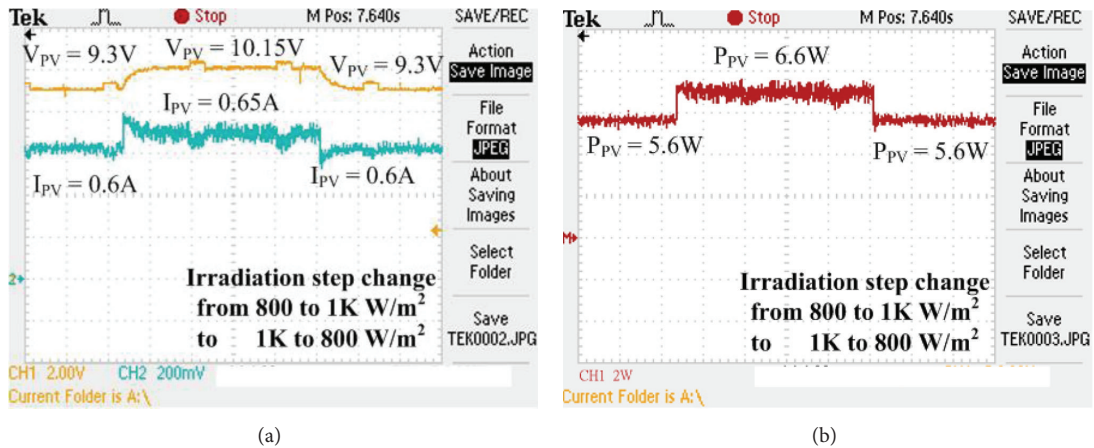 Tek Stop M Pos: 7.640s SAVE/REC
V_PV = 9.3V V_PV = 10.15V V_PV = 9.3V
Action
Save Image
I_PV = 0.65A
File
Format
JPEG
I_PV = 0.6A I_PV = 0.6A
About
Saving
Images
Select
Folder
2
Irradiation step change
from 800 to 1K W/m²
to 1K to 800 W/m²
Save
TEK0002.JPG
CH1 2.00V CH2 200mV
Current Folder is A:\
(a)
Tek Stop M Pos: 7.640s SAVE/REC
P_PV = 6.6W
Action
Save Image
File
Format
JPEG
P_PV = 5.6W P_PV = 5.6W
About
Saving
Images
M
Select
Folder
Irradiation step change
from 800 to 1K W/m²
to 1K to 800 W/m²
Save
TEK0003.JPG
CH1 2W
Current Folder is A:\
(b)